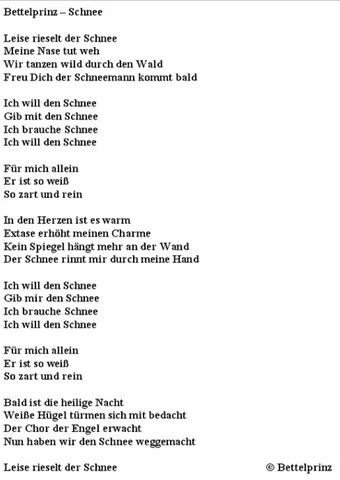 Bettelprinz – Schnee
Leise rieselt der Schnee
Meine Nase tut weh
Wir tanzen wild durch den Wald
Freu Dich der Schneemann kommt bald
Ich will den Schnee
Gib mit den Schnee
Ich brauche Schnee
Ich will den Schnee
Für mich allein
Er ist so weiß
So zart und rein
In den Herzen ist es warm
Extase erhöht meinen Charme
Kein Spiegel hängt mehr an der Wand
Der Schnee rinnt mir durch meine Hand
Ich will den Schnee
Gib mir den Schnee
Ich brauche Schnee
Ich will den Schnee
Für mich allein
Er ist so weiß
So zart und rein
Bald ist die heilige Nacht
Weiße Hügel türmen sich mit bedacht
Der Chor der Engel erwacht
Nun haben wir den Schnee weggemacht
Leise rieselt der Schnee © Bettelprinz